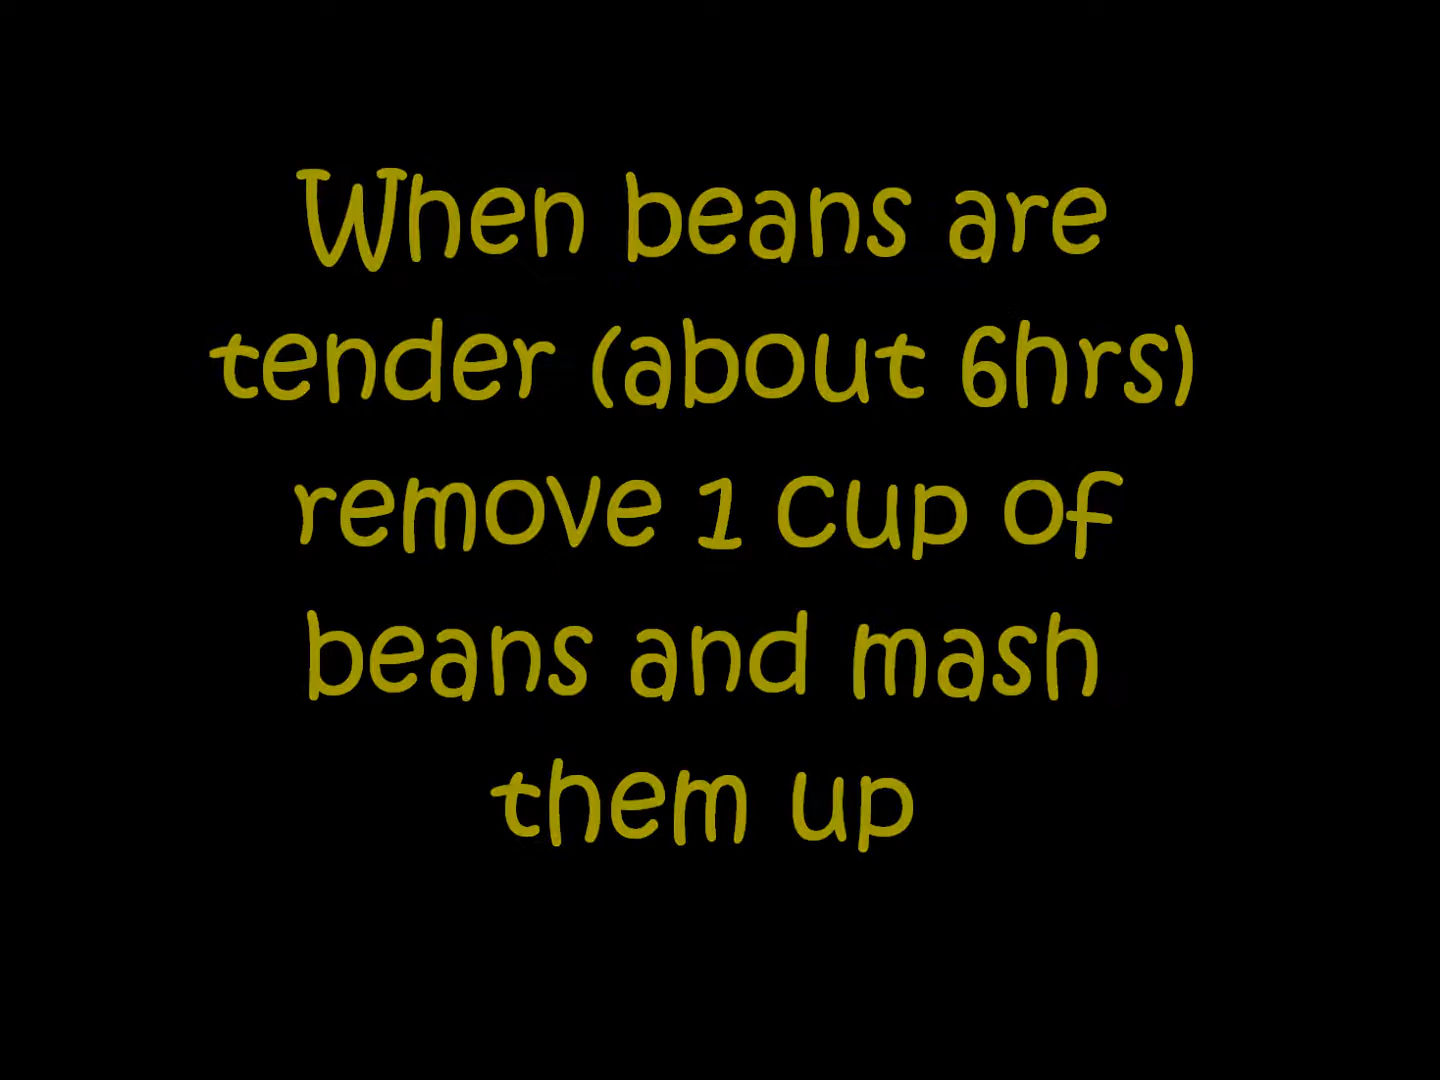 When beans are
tender (about 6hrs)
remove 1 cup of
beans and mash
them up